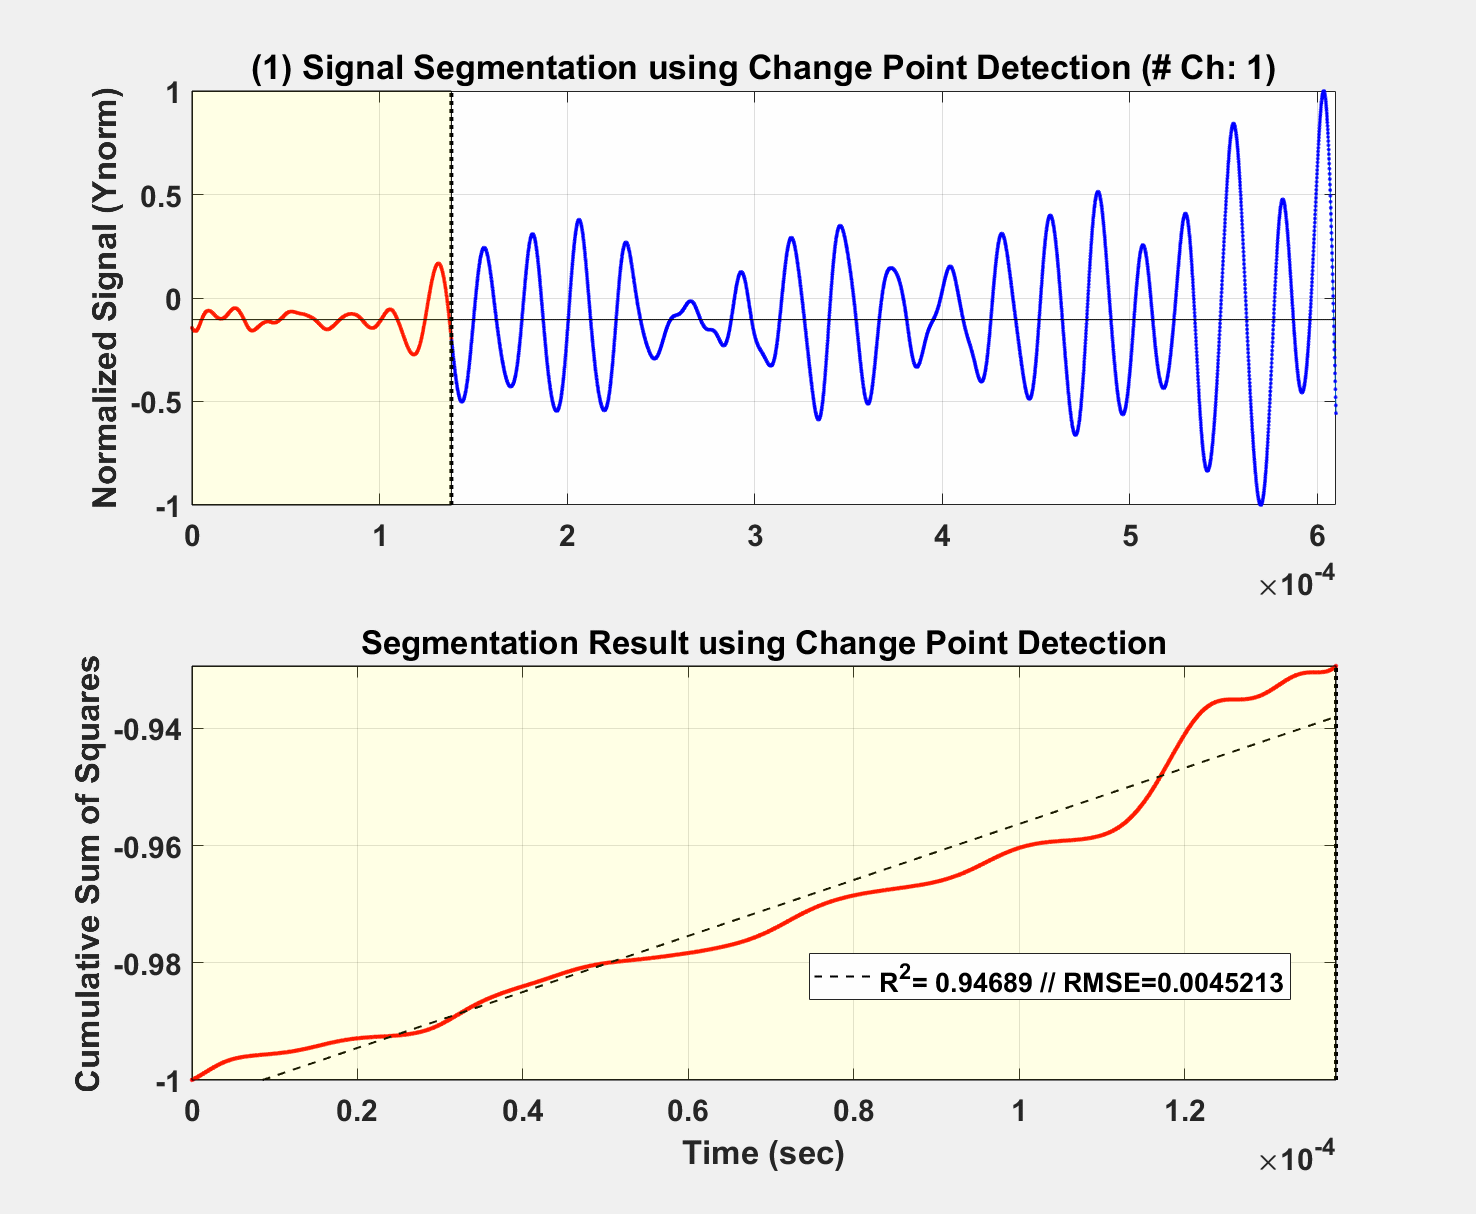 (1) Signal Segmentation using Change Point Detection (# Ch: 1)
Normalized Signal (Ynorm)
1
0.5
0
-0.5
-1
0 1 2 3 4 5 6
×10-4
Segmentation Result using Change Point Detection
Cumulative Sum of Squares
-0.94
-0.96
-0.98
-1
R2= 0.94689 // RMSE=0.0045213
0 0.2 0.4 0.6 0.8 1 1.2
Time (sec)
×10-4